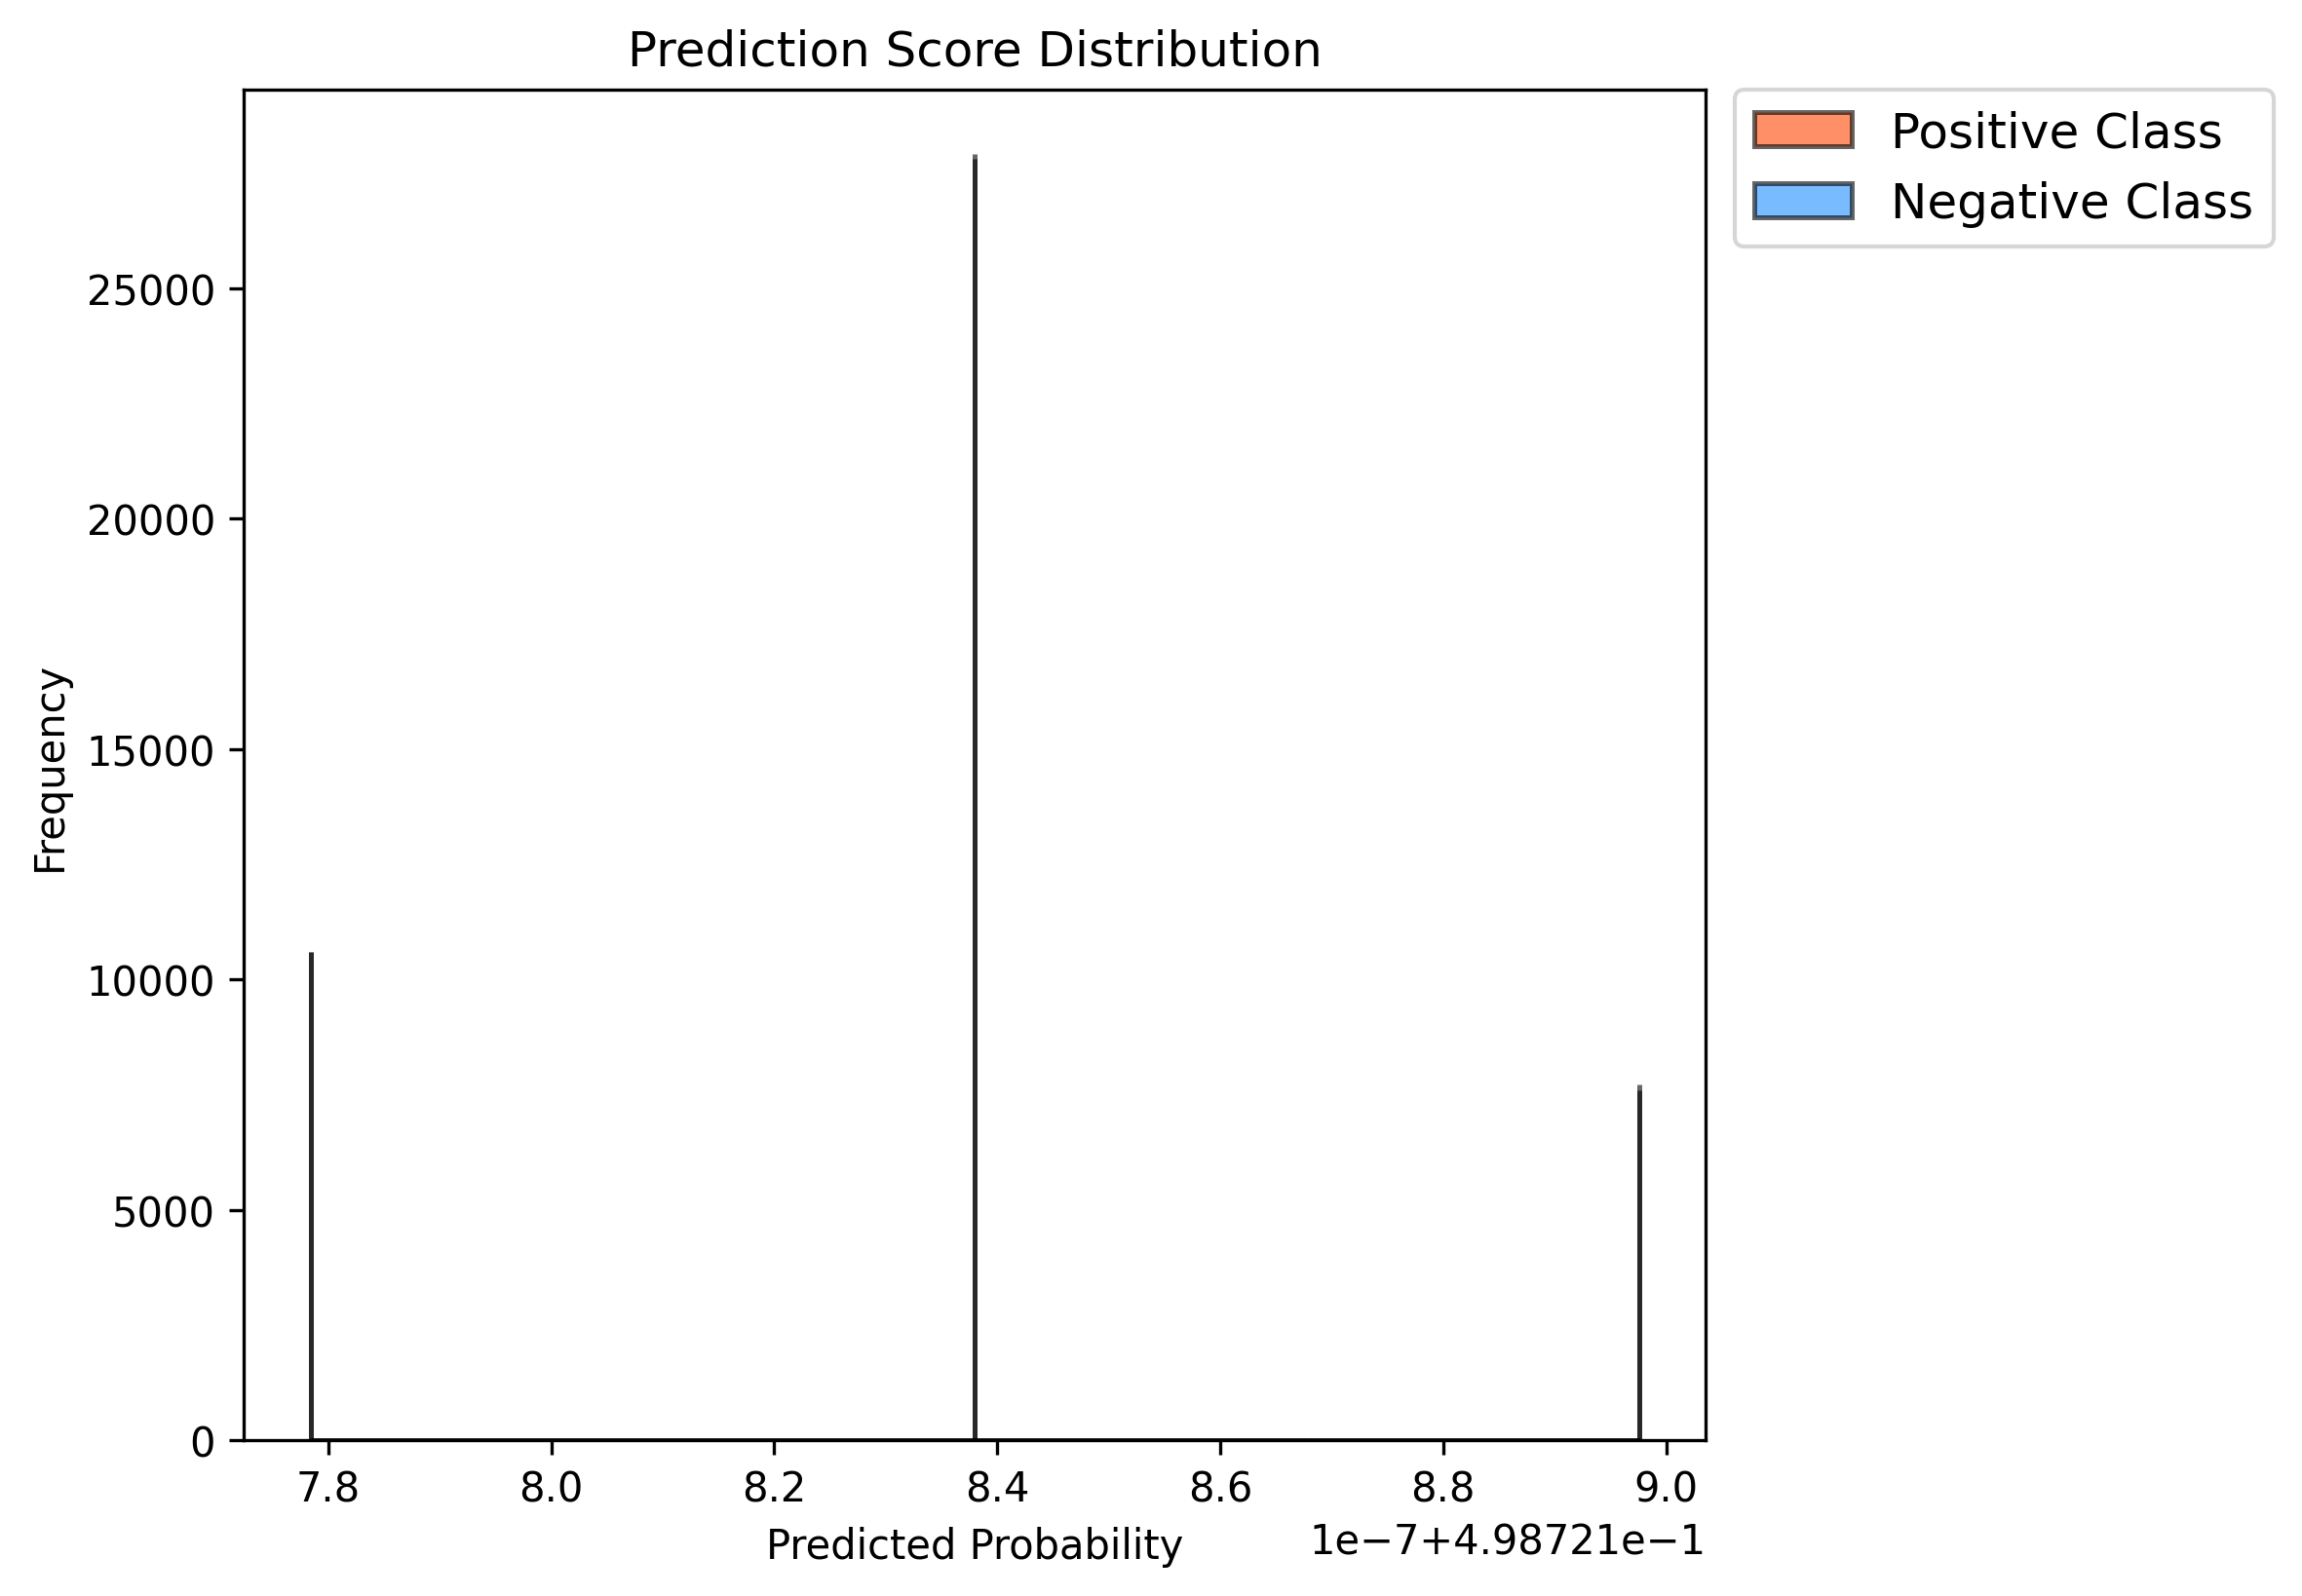 Prediction Score Distribution
Positive Class
Negative Class
Frequency
25000
20000
15000
10000
5000
0
7.8 8.0 8.2 8.4 8.6 8.8 9.0
1e−7+4.98721e−1
Predicted Probability